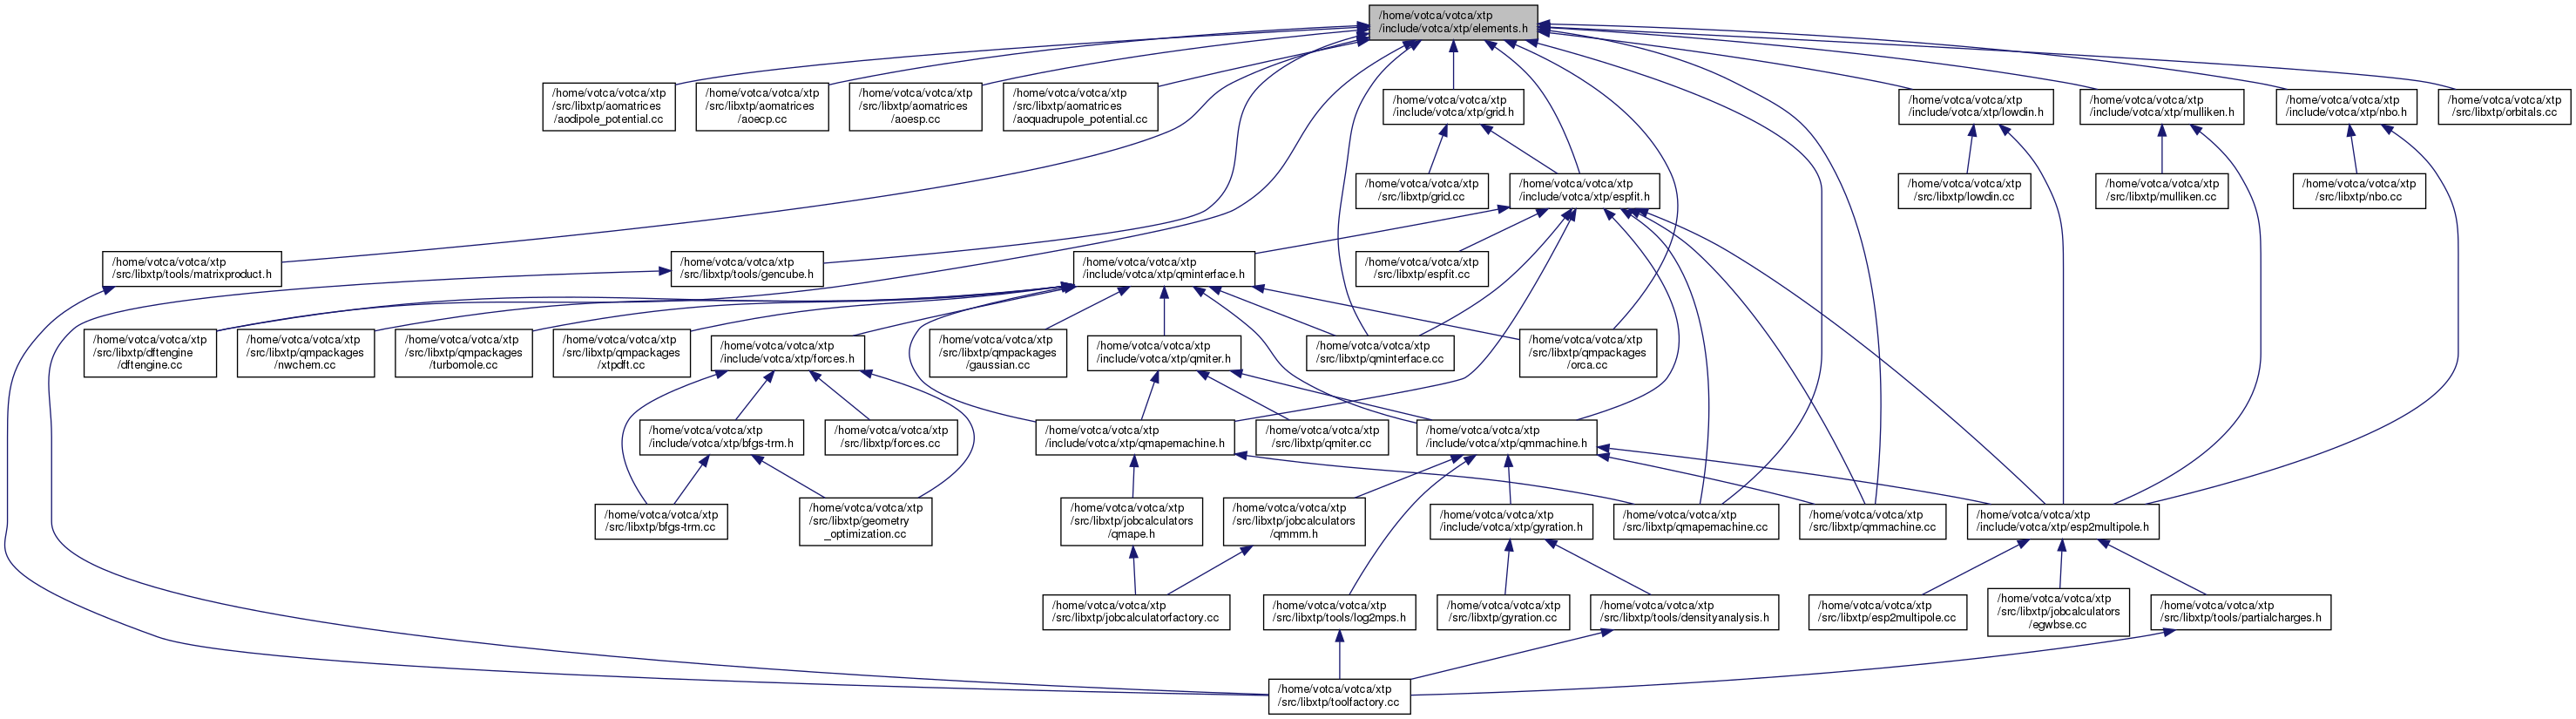 /home/votca/votca/xtp
/include/votca/xtp/elements.h
/home/votca/votca/xtp
/src/libxtp/aomatrices
/aodipole_potential.cc
/home/votca/votca/xtp
/src/libxtp/aomatrices
/aoecp.cc
/home/votca/votca/xtp
/src/libxtp/aomatrices
/aoesp.cc
/home/votca/votca/xtp
/src/libxtp/aomatrices
/aoquadrupole_potential.cc
/home/votca/votca/xtp
/include/votca/xtp/grid.h
/home/votca/votca/xtp
/include/votca/xtp/lowdin.h
/home/votca/votca/xtp
/include/votca/xtp/mulliken.h
/home/votca/votca/xtp
/include/votca/xtp/nbo.h
/home/votca/votca/xtp
/src/libxtp/orbitals.cc
/home/votca/votca/xtp
/src/libxtp/grid.cc
/home/votca/votca/xtp
/include/votca/xtp/espfit.h
/home/votca/votca/xtp
/src/libxtp/lowdin.cc
/home/votca/votca/xtp
/src/libxtp/mulliken.cc
/home/votca/votca/xtp
/src/libxtp/nbo.cc
/home/votca/votca/xtp
/src/libxtp/tools/matrixproduct.h
/home/votca/votca/xtp
/src/libxtp/tools/gencube.h
/home/votca/votca/xtp
/include/votca/xtp/qminterface.h
/home/votca/votca/xtp
/src/libxtp/espfit.cc
/home/votca/votca/xtp
/src/libxtp/dftengine
/dftengine.cc
/home/votca/votca/xtp
/src/libxtp/qmpackages
/nwchem.cc
/home/votca/votca/xtp
/src/libxtp/qmpackages
/turbomole.cc
/home/votca/votca/xtp
/src/libxtp/qmpackages
/xtpdft.cc
/home/votca/votca/xtp
/include/votca/xtp/forces.h
/home/votca/votca/xtp
/src/libxtp/qmpackages
/gaussian.cc
/home/votca/votca/xtp
/include/votca/xtp/qmiter.h
/home/votca/votca/xtp
/src/libxtp/qminterface.cc
/home/votca/votca/xtp
/src/libxtp/qmpackages
/orca.cc
/home/votca/votca/xtp
/include/votca/xtp/bfgs-trm.h
/home/votca/votca/xtp
/src/libxtp/forces.cc
/home/votca/votca/xtp
/include/votca/xtp/qmapemachine.h
/home/votca/votca/xtp
/src/libxtp/qmiter.cc
/home/votca/votca/xtp
/include/votca/xtp/qmmachine.h
/home/votca/votca/xtp
/src/libxtp/bfgs-trm.cc
/home/votca/votca/xtp
/src/libxtp/geometry
_optimization.cc
/home/votca/votca/xtp
/src/libxtp/jobcalculators
/qmape.h
/home/votca/votca/xtp
/src/libxtp/jobcalculators
/qmmm.h
/home/votca/votca/xtp
/include/votca/xtp/gyration.h
/home/votca/votca/xtp
/src/libxtp/qmapemachine.cc
/home/votca/votca/xtp
/src/libxtp/qmmachine.cc
/home/votca/votca/xtp
/include/votca/xtp/esp2multipole.h
/home/votca/votca/xtp
/src/libxtp/jobcalculatorfactory.cc
/home/votca/votca/xtp
/src/libxtp/tools/log2mps.h
/home/votca/votca/xtp
/src/libxtp/gyration.cc
/home/votca/votca/xtp
/src/libxtp/tools/densityanalysis.h
/home/votca/votca/xtp
/src/libxtp/esp2multipole.cc
/home/votca/votca/xtp
/src/libxtp/jobcalculators
/egwbse.cc
/home/votca/votca/xtp
/src/libxtp/tools/partialcharges.h
/home/votca/votca/xtp
/src/libxtp/toolfactory.cc